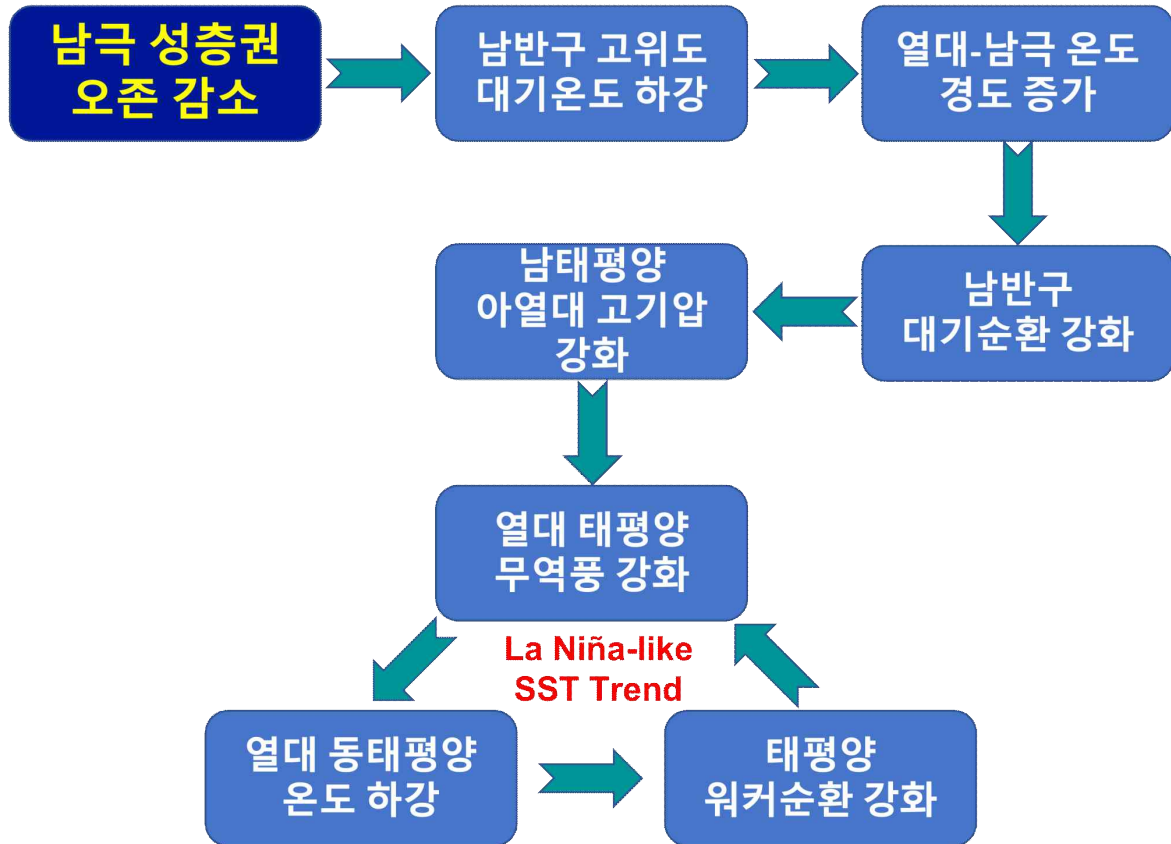 남극 성층권
오존 감소
남반구 고위도
대기온도 하강
열대-남극 온도
경도 증가
남반구
대기순환 강화
남태평양
아열대 고기압
강화
열대 태평양
무역풍 강화
La Niña-like
SST Trend
열대 동태평양
온도 하강
태평양
워커순환 강화